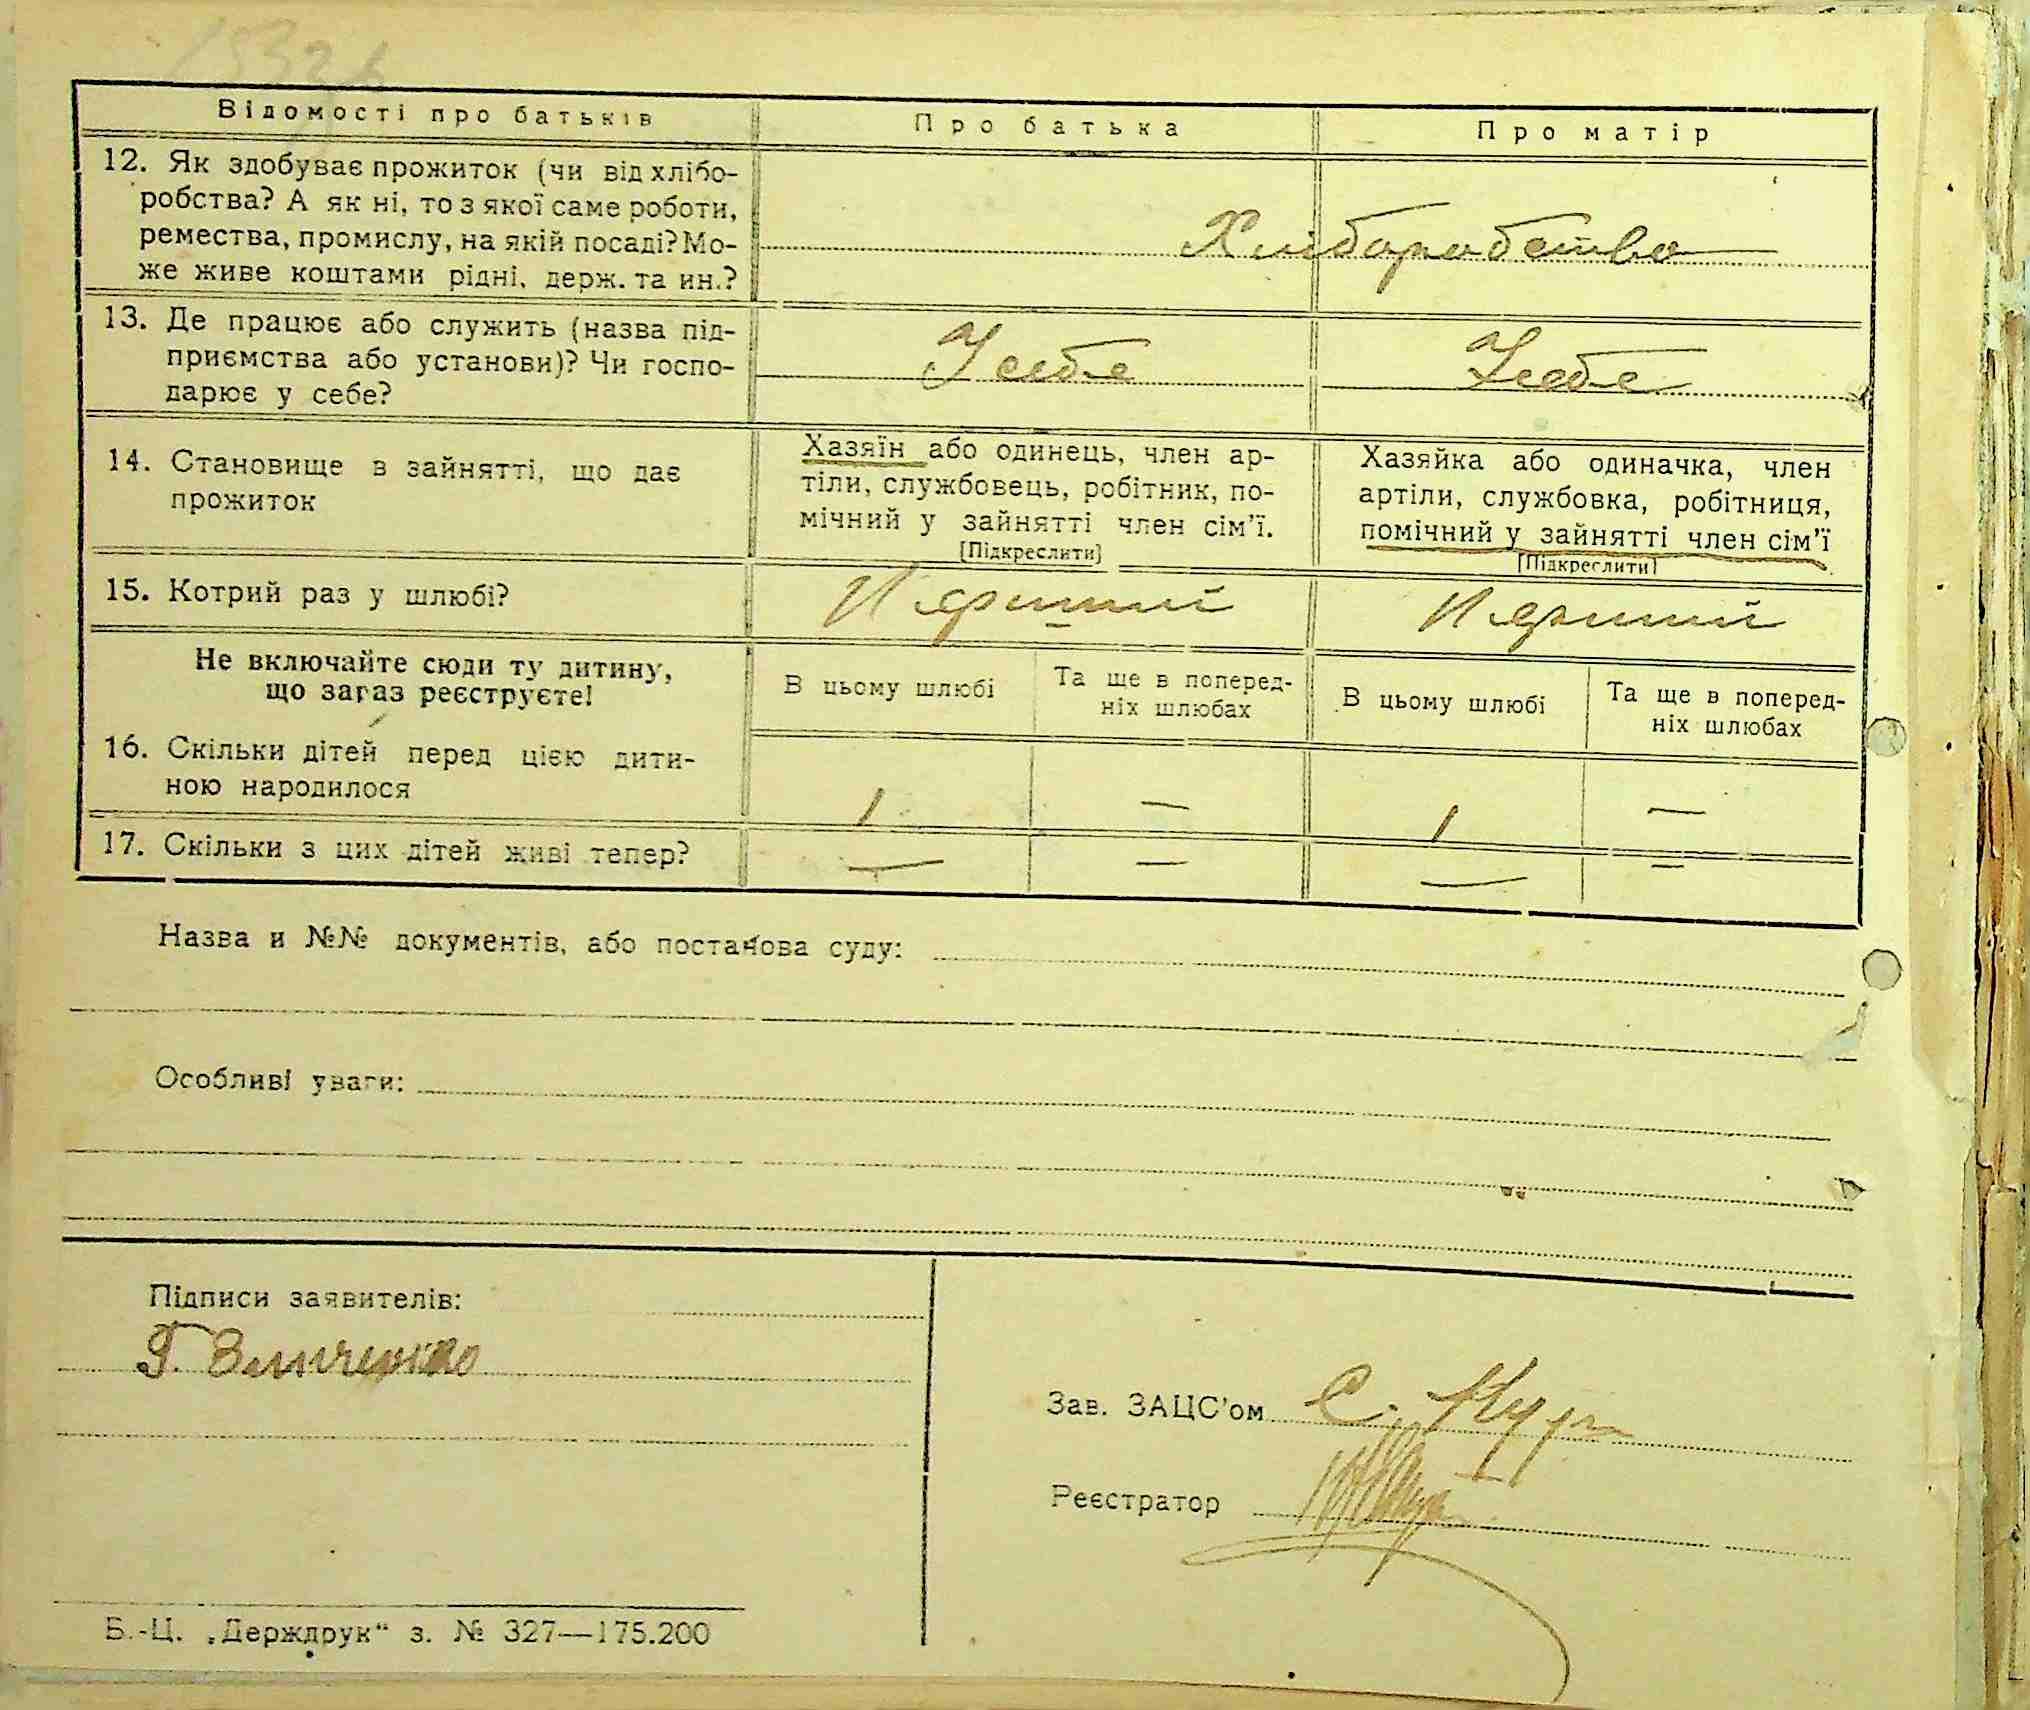 Відомості про батьків
Про батька
Про матір
12. Як здобуває прожиток (чи від хлібо-
робства? А як ні, то з якої саме роботи,
ремества, промислу, на якій посаді? Мо-
же живе коштами рідні, держ. та ин.?
Хліборобство
13. Де працює або служить (назва під-
приємства або установи)? Чи госпо-
дарює у себе?
У себе
У себе
14. Становище в зайнятті, що дає
прожиток
Хазяїн або одинець, член ар-
тіли, службовець, робітник, по-
мічний у зайнятті член сім'ї.
[Підкреслити]
Хазяйка або одиначка, член
артіли, службовка, робітниця,
помічний у зайнятті член сім'ї
[Підкреслити]
15. Котрий раз у шлюбі?
Перший
Перший
Не включайте сюди ту дитину,
що зараз реєструєте!
В цьому шлюбі
Та ще в поперед-
ніх шлюбах
В цьому шлюбі
Та ще в поперед-
ніх шлюбах
16. Скільки дітей перед цією дити-
ною народилося
1
—
1
—
17. Скільки з цих дітей живі тепер?
—
—
—
—
Назва и №№ документів, або постанова суду:
Особливі уваги:
Підписи заявителів:
Зав. ЗАЦС'ом
Реєстратор
Б.-Ц. „Держдрук“ з. № 327—175.200